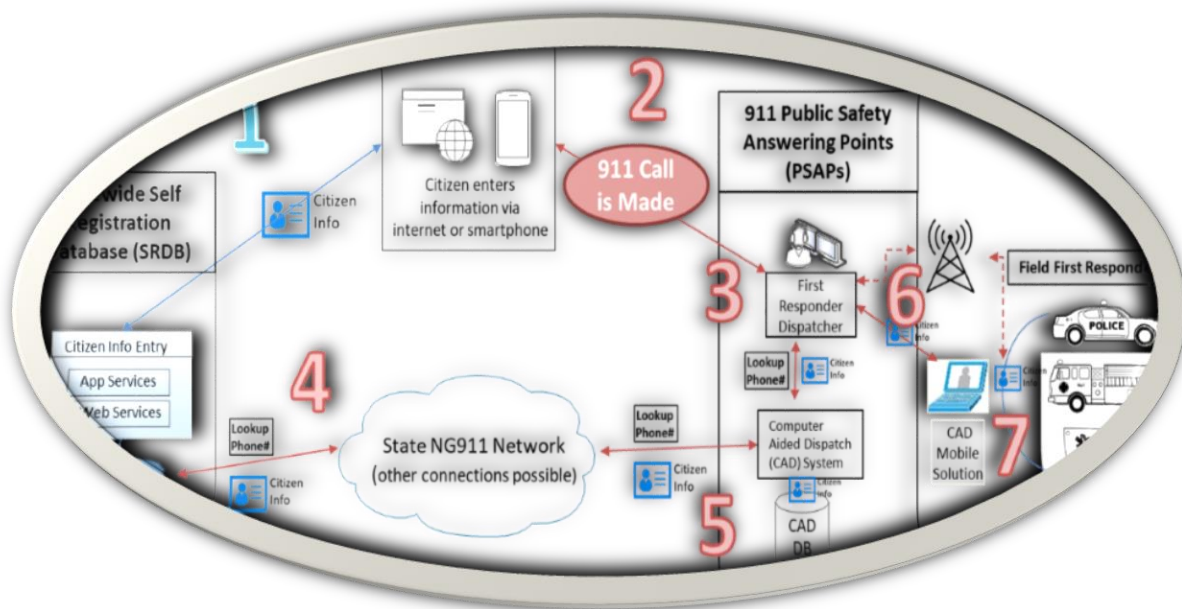 1
wide Self
egistration
atabase (SRDB)
Citizen
Info
Citizen enters
information via
internet or smartphone
2
911 Call
is Made
911 Public Safety
Answering Points
(PSAPs)
3
First
Responder
Dispatcher
6
Citizen
Info
Field First Respond
POLICE
Citizen Info Entry
App Services
Web Services
4
Lookup
Phone#
Citizen
Info
State NG911 Network
(other connections possible)
Lookup
Phone#
Citizen
Info
5
Lookup
Phone#
Citizen
Info
Computer
Aided Dispatch
(CAD) System
Citizen
Info
CAD
DB
CAD
Mobile
Solution
Citizen
Info
7